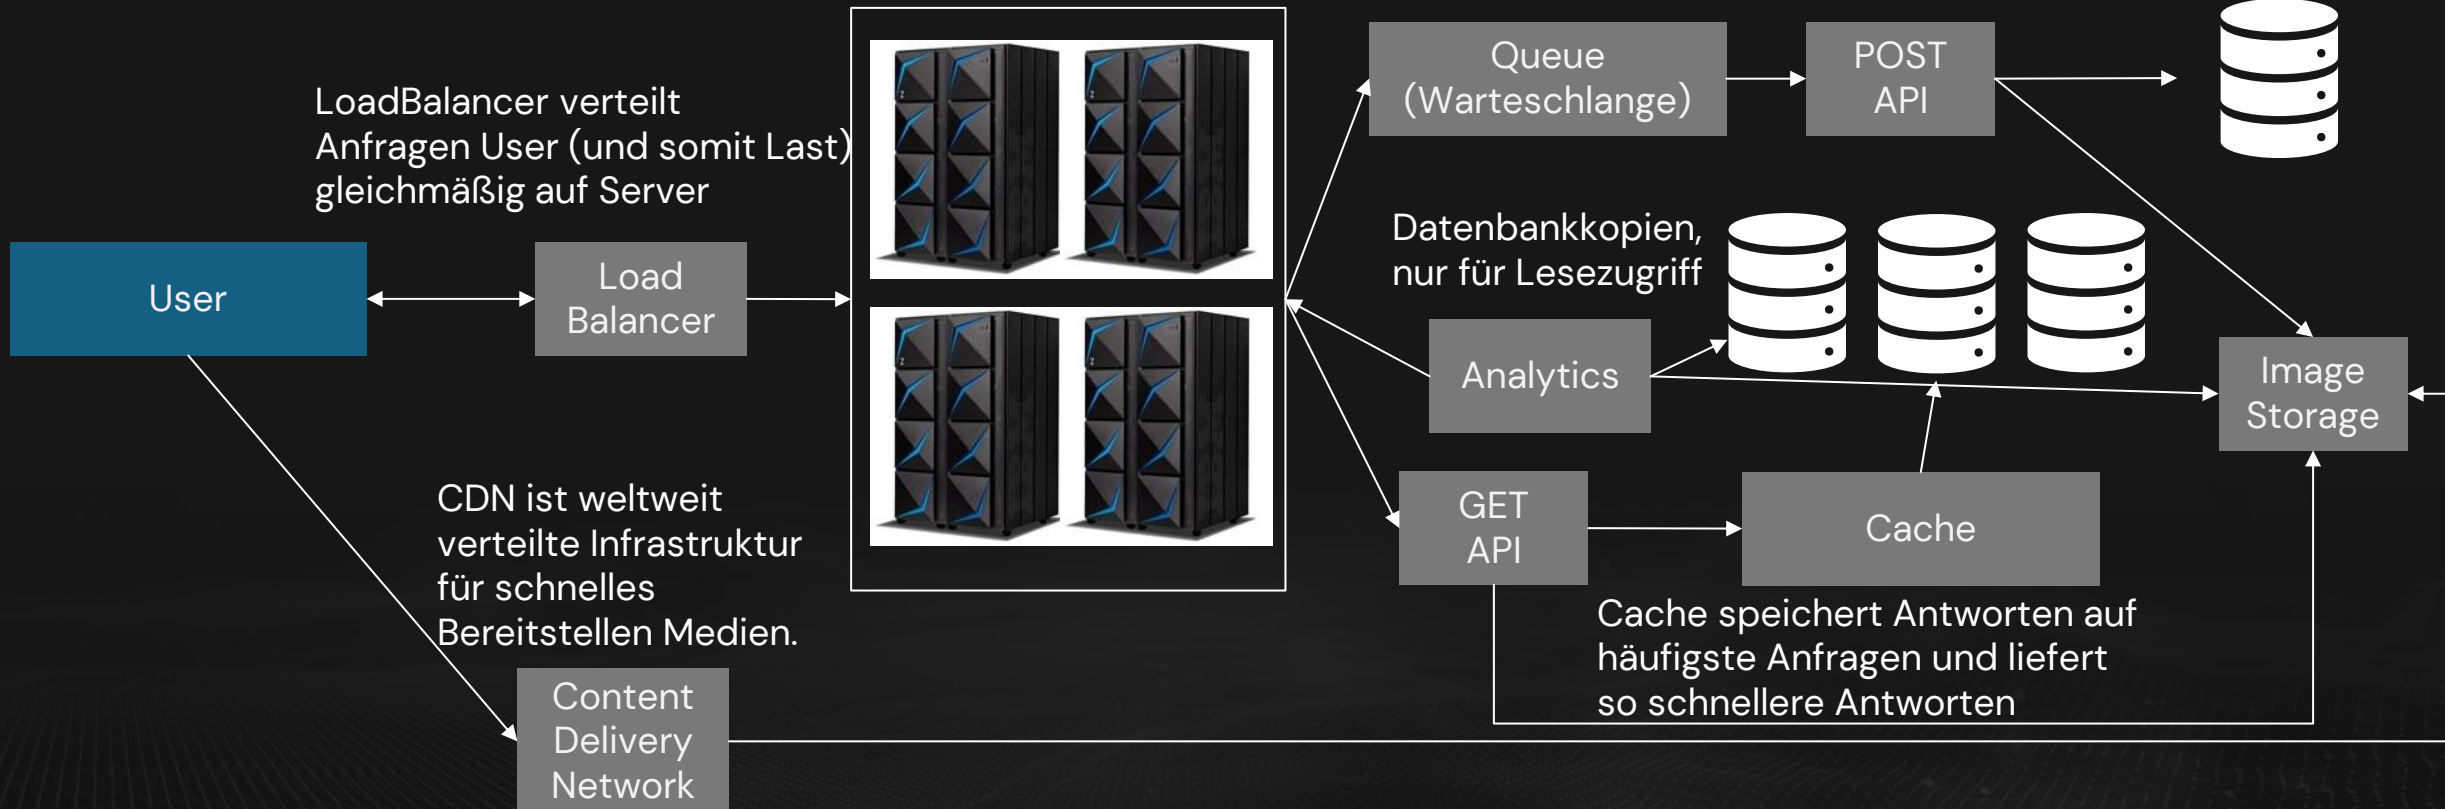 LoadBalancer verteilt
Anfragen User (und somit Last)
gleichmäßig auf Server
User
Load
Balancer
Queue
(Warteschlange)
POST
API
Datenbankkopien,
nur für Lesezugriff
Analytics
Image
Storage
GET
API
Cache
Cache speichert Antworten auf
häufigste Anfragen und liefert
so schnellere Antworten
CDN ist weltweit
verteilte Infrastruktur
für schnelles
Bereitstellen Medien.
Content
Delivery
Network